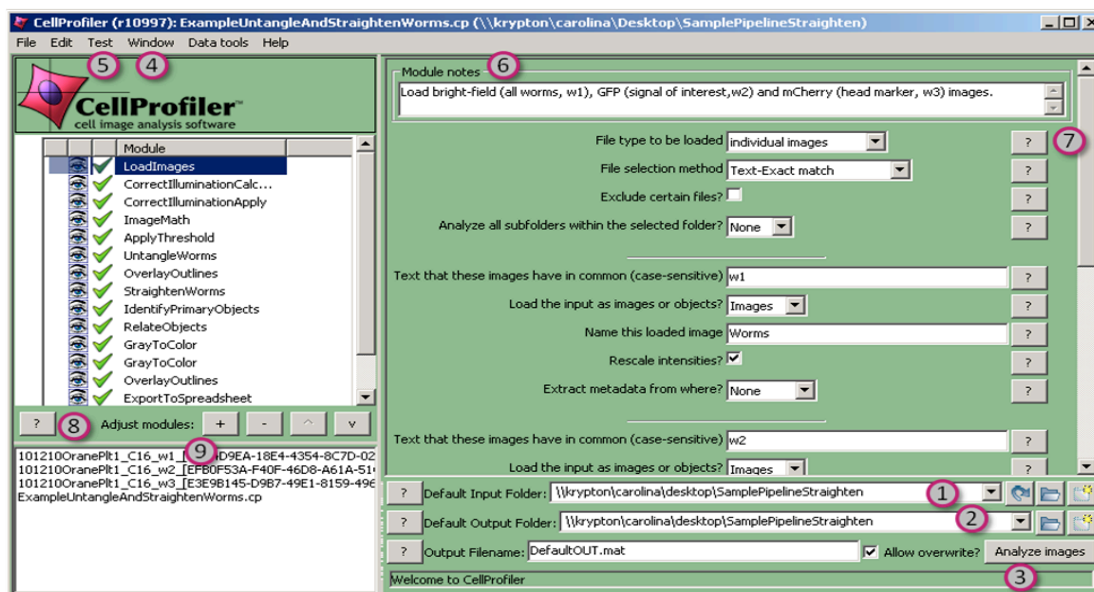 CellProfiler (r10997): ExampleUntangleAndStraightenWorms.cp (\\krypton\carolina\Desktop\SamplePipelineStraighten)
File Edit Test Window Data tools Help
5 4 6
CellProfiler™
cell image analysis software
Module notes
Load bright-field (all worms, w1), GFP (signal of interest,w2) and mCherry (head marker, w3) images.
Module
LoadImages
CorrectIlluminationCalc...
CorrectIlluminationApply
ImageMath
ApplyThreshold
UntangleWorms
OverlayOutlines
StraightenWorms
IdentifyPrimaryObjects
RelateObjects
GrayToColor
GrayToColor
OverlayOutlines
ExportToSpreadsheet
? 8 Adjust modules: + - ^ v
9
101210OranePlt1_C16_w1_[ D9EA-18E4-4354-8C7D-02
101210OranePlt1_C16_w2_[EFB0F53A-F40F-46D8-A61A-51
101210OranePlt1_C16_w3_[E3E9B145-D9B7-49E1-8159-496
ExampleUntangleAndStraightenWorms.cp
File type to be loaded individual images ? 7
File selection method Text-Exact match ?
Exclude certain files? ?
Analyze all subfolders within the selected folder? None ?
Text that these images have in common (case-sensitive) w1 ?
Load the input as images or objects? Images ?
Name this loaded image Worms ?
Rescale intensities? ?
Extract metadata from where? None ?
Text that these images have in common (case-sensitive) w2 ?
Load the input as images or objects? Images ?
? Default Input Folder: \\krypton\carolina\desktop\SamplePipelineStraighten 1
? Default Output Folder: \\krypton\carolina\desktop\SamplePipelineStraighten 2
? Output Filename: DefaultOUT.mat Allow overwrite? Analyze images
3
Welcome to CellProfiler